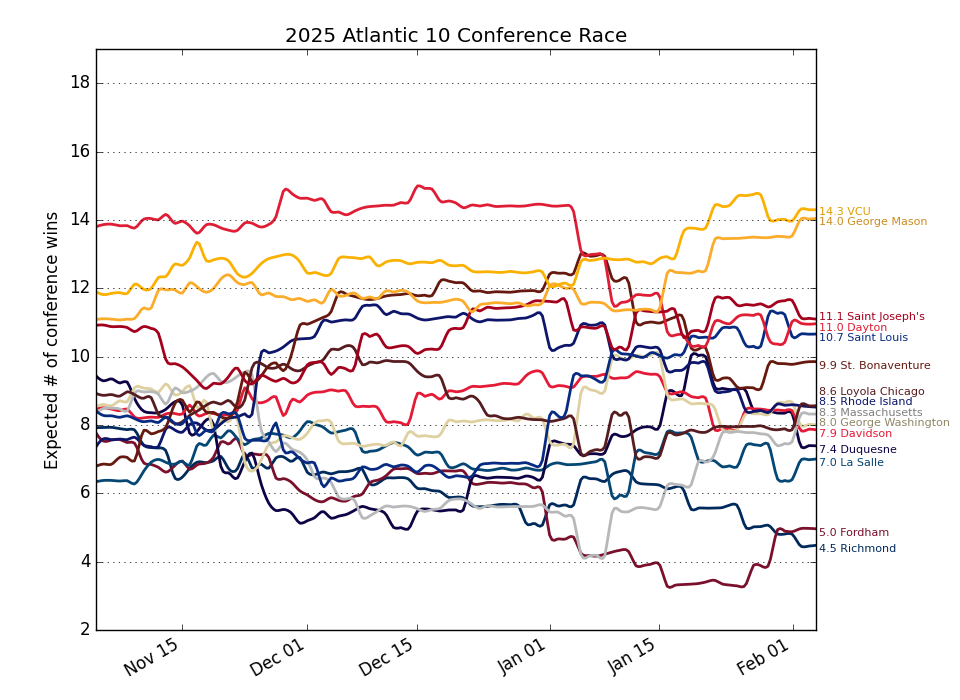 2025 Atlantic 10 Conference Race
Expected # of conference wins
18
16
14
12
10
8
6
4
2
Nov 15
Dec 01
Dec 15
Jan 01
Jan 15
Feb 01
14.3 VCU
14.0 George Mason
11.1 Saint Joseph's
11.0 Dayton
10.7 Saint Louis
9.9 St. Bonaventure
8.6 Loyola Chicago
8.5 Rhode Island
8.3 Massachusetts
8.0 George Washington
7.9 Davidson
7.4 Duquesne
7.0 La Salle
5.0 Fordham
4.5 Richmond